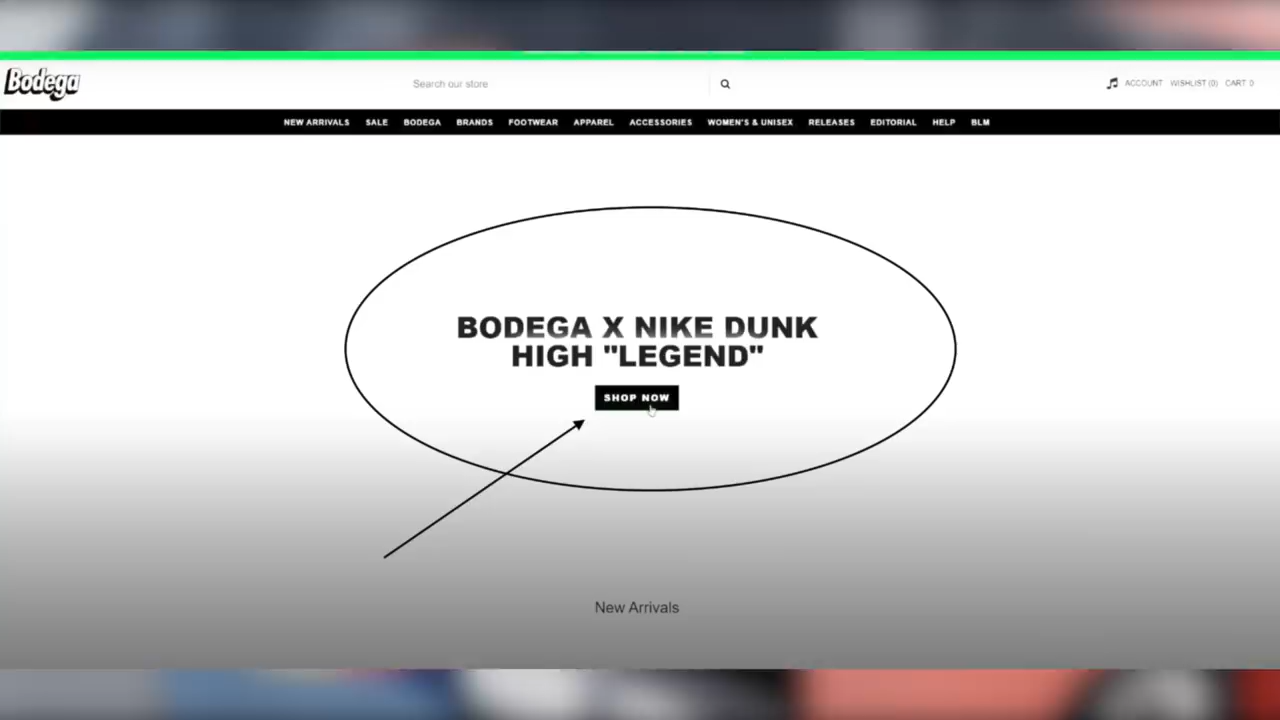 Bodega
Search our store
ACCOUNT WISHLIST (0) CART 0
NEW ARRIVALS SALE BODEGA BRANDS FOOTWEAR APPAREL ACCESSORIES WOMEN'S & UNISEX RELEASES EDITORIAL HELP BLM
BODEGA X NIKE DUNK
HIGH "LEGEND"
SHOP NOW
New Arrivals